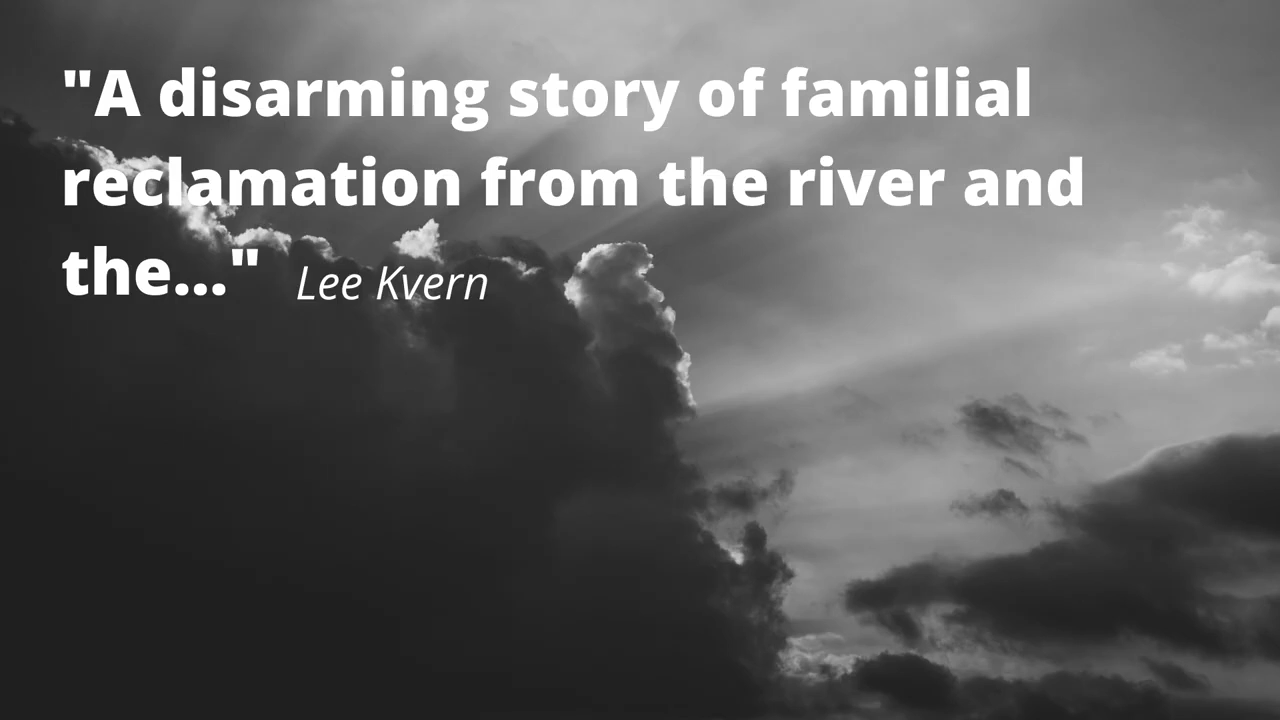 "A disarming story of familial
reclamation from the river and
the..." Lee Kvern